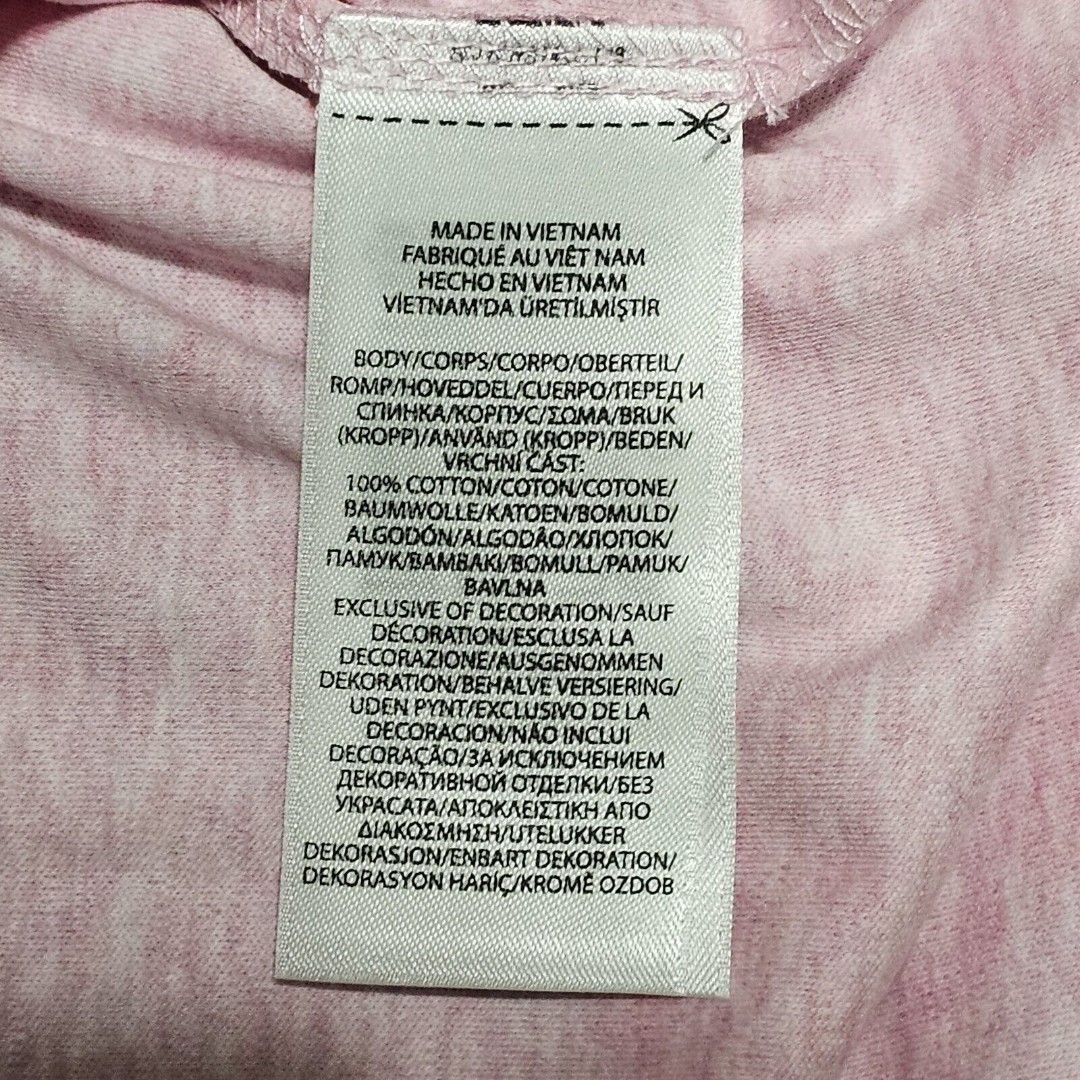 MADE IN VIETNAM
FABRIQUÉ AU VIÊT NAM
HECHO EN VIETNAM
VİETNAM'DA ÜRETİLMİŞTİR
BODY/CORPS/CORPO/OBERTEIL/
ROMP/HOVEDDEL/CUERPO/ПЕРЕД И
СПИНКА/КОРПУС/ΣΩΜΑ/BRUK
(KROPP)/ANVÄND (KROPP)/BEDEN/
VRCHNÍ ČÁST:
100% COTTON/COTON/COTONE/
BAUMWOLLE/KATOEN/BOMULD/
ALGODÓN/ALGODÃO/ХЛОПОК/
ПАМУК/ΒΑΜΒΑΚΙ/BOMULL/PAMUK/
BAVLNA
EXCLUSIVE OF DECORATION/SAUF
DÉCORATION/ESCLUSA LA
DECORAZIONE/AUSGENOMMEN
DEKORATION/BEHALVE VERSIERING/
UDEN PYNT/EXCLUSIVO DE LA
DECORACION/NÃO INCLUI
DECORAÇÃO/ЗА ИСКЛЮЧЕНИЕМ
ДЕКОРАТИВНОЙ ОТДЕЛКИ/БЕЗ
УКРАСАТА/ΑΠΟΚΛΕΙΣΤΙΚΗ ΑΠΟ
ΔΙΑΚΟΣΜΗΣΗ/UTELUKKER
DEKORASJON/ENBART DEKORATION/
DEKORASYON HARİÇ/KROMĚ OZDOB